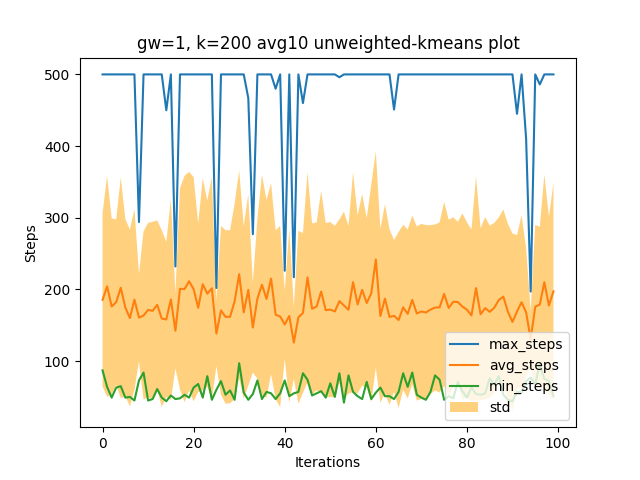 gw=1, k=200 avg10 unweighted-kmeans plot
500
400
300
200
100
Steps
0
20
40
60
80
100
Iterations
max_steps
avg_steps
min_steps
std